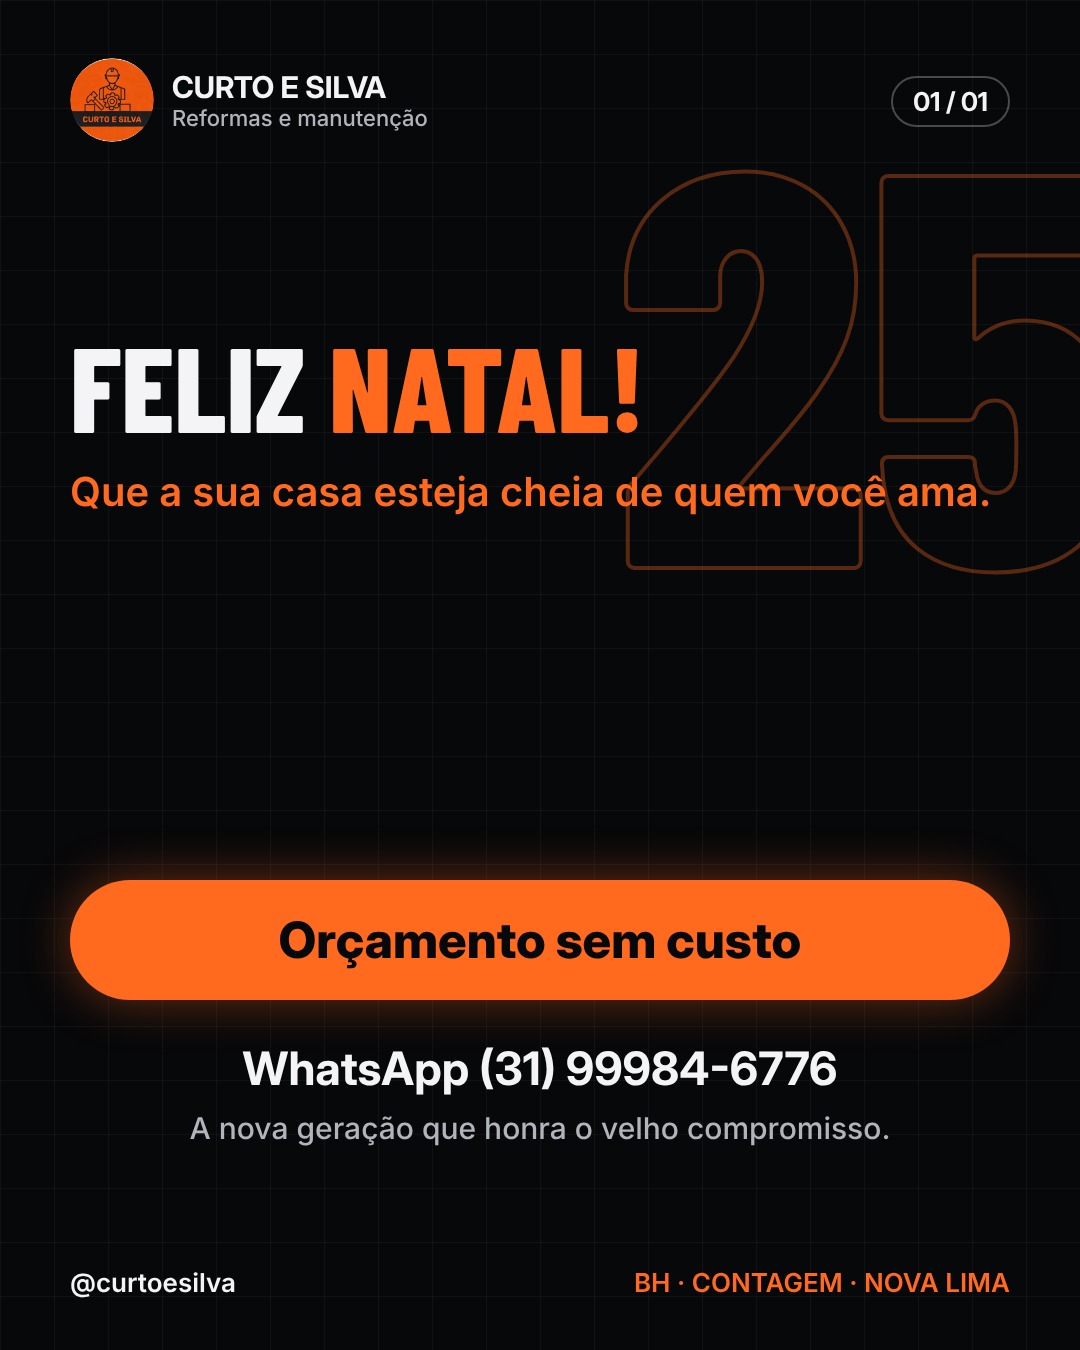 CURTO E SILVA
CURTO E SILVA
Reformas e manutenção
01 / 01
25
FELIZ NATAL!
Que a sua casa esteja cheia de quem você ama.
Orçamento sem custo
WhatsApp (31) 99984-6776
A nova geração que honra o velho compromisso.
@curtoesilva
BH · CONTAGEM · NOVA LIMA